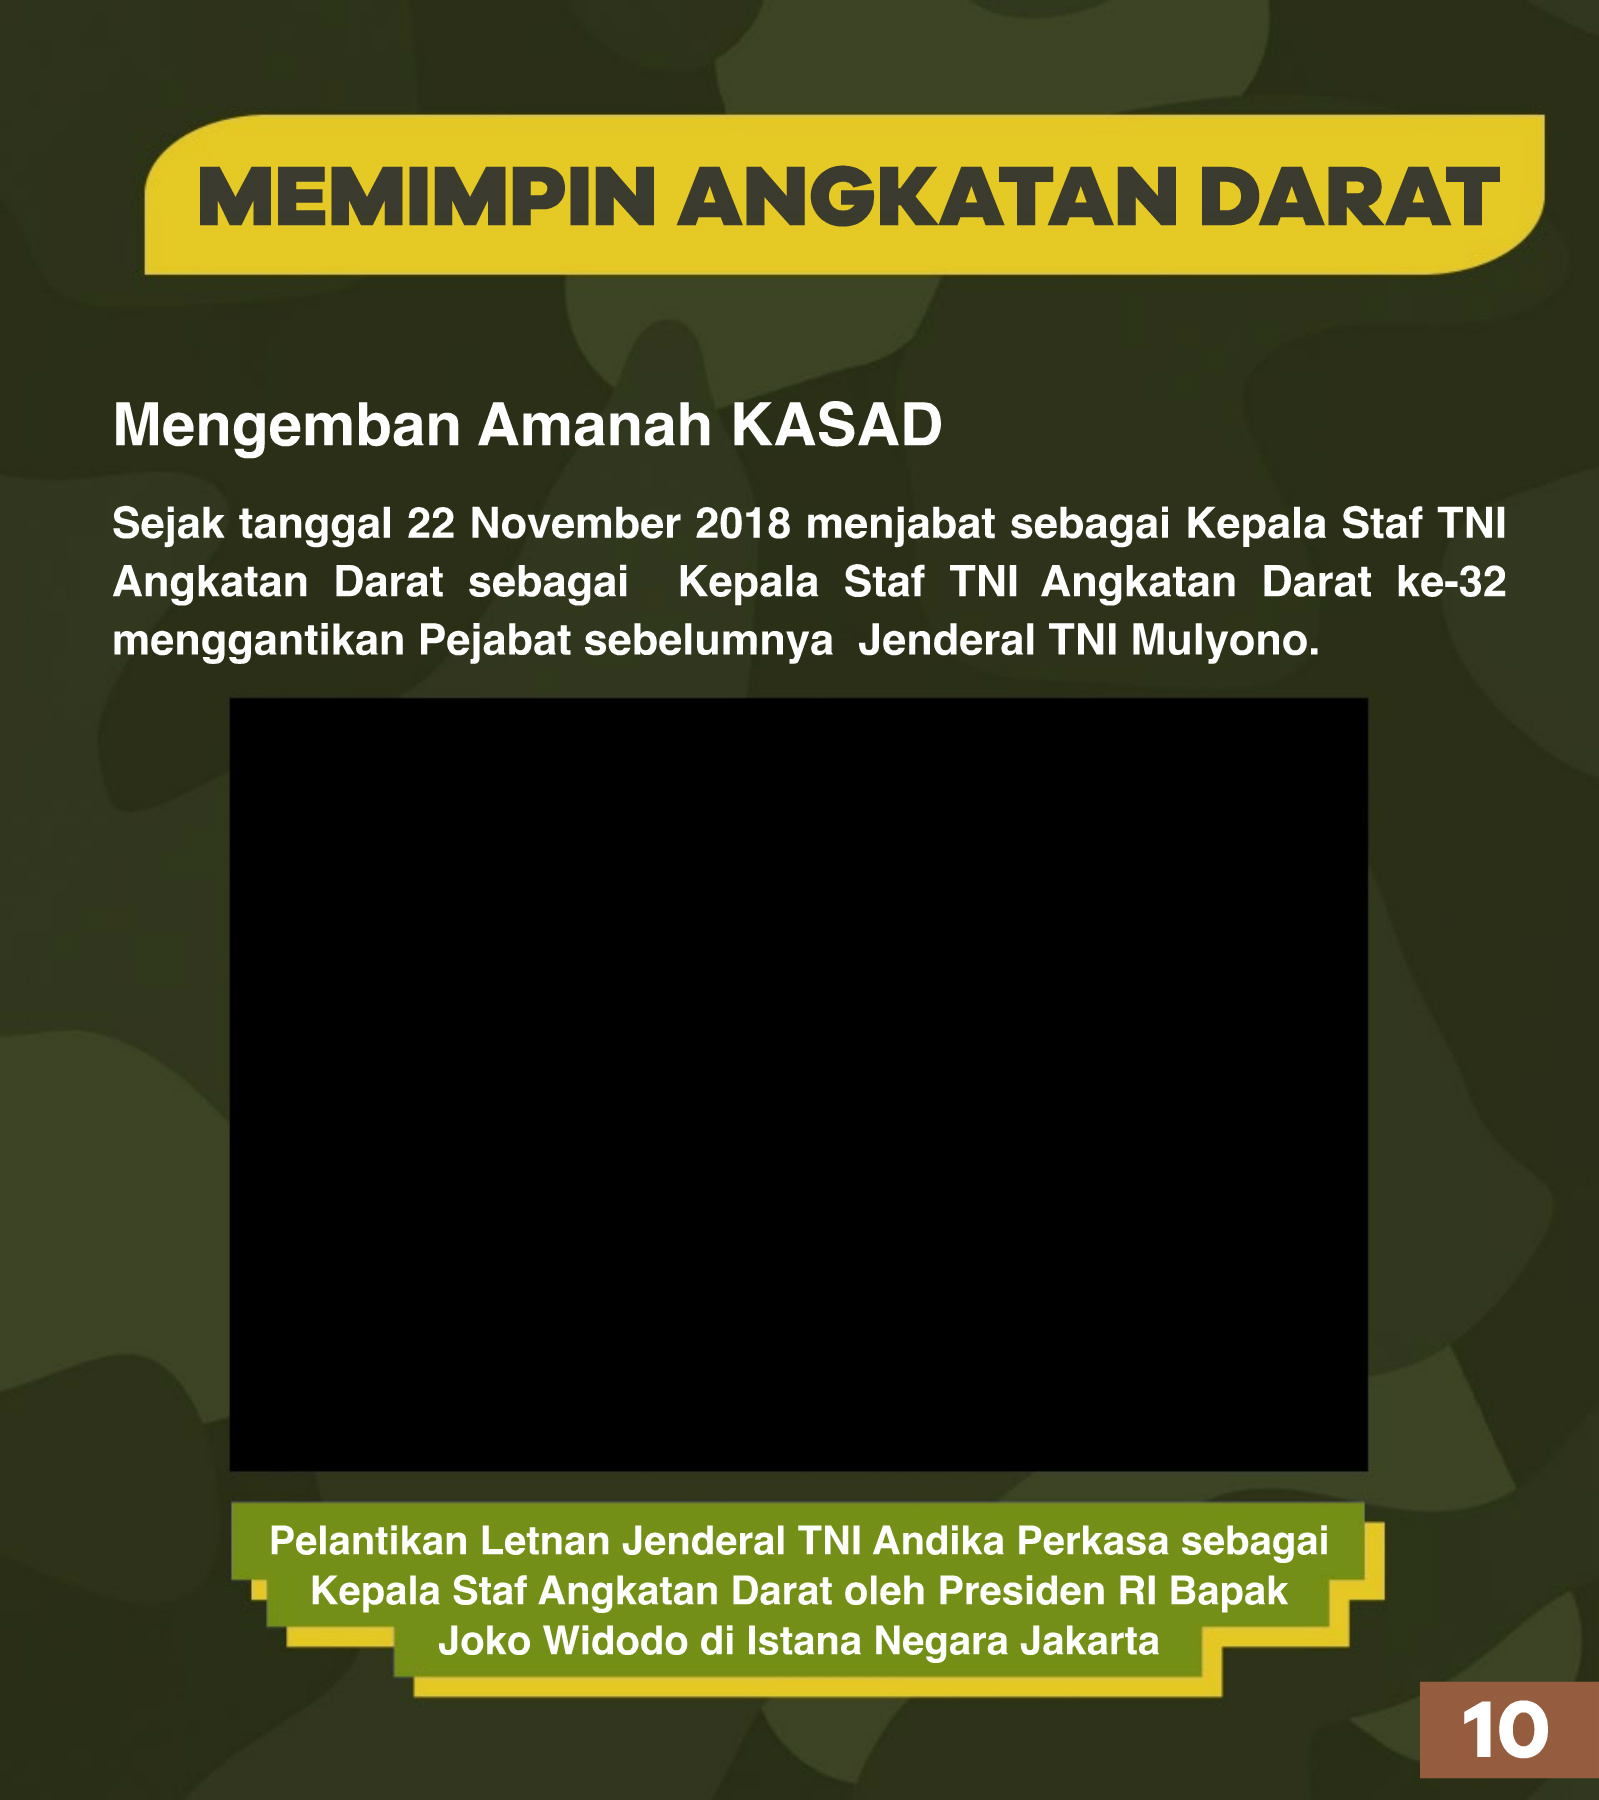 MEMIMPIN ANGKATAN DARAT
Mengemban Amanah KASAD
Sejak tanggal 22 November 2018 menjabat sebagai Kepala Staf TNI
Angkatan Darat sebagai  Kepala Staf TNI Angkatan Darat ke-32
menggantikan Pejabat sebelumnya  Jenderal TNI Mulyono.
Pelantikan Letnan Jenderal TNI Andika Perkasa sebagai
Kepala Staf Angkatan Darat oleh Presiden RI Bapak
Joko Widodo di Istana Negara Jakarta
10